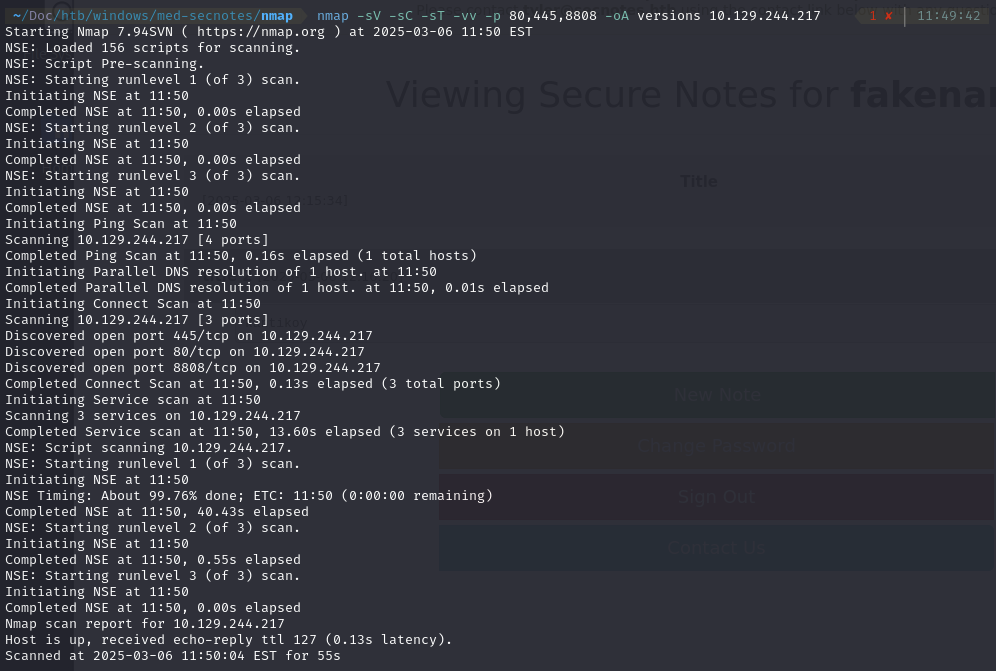 ~/Doc/htb/windows/med-secnotes/nmap nmap -sV -sC -sT -vv -p 80,445,8808 -oA versions 10.129.244.217 1 ✘ 11:49:42
Starting Nmap 7.94SVN ( https://nmap.org ) at 2025-03-06 11:50 EST
NSE: Loaded 156 scripts for scanning.
NSE: Script Pre-scanning.
NSE: Starting runlevel 1 (of 3) scan.
Initiating NSE at 11:50
Completed NSE at 11:50, 0.00s elapsed
NSE: Starting runlevel 2 (of 3) scan.
Initiating NSE at 11:50
Completed NSE at 11:50, 0.00s elapsed
NSE: Starting runlevel 3 (of 3) scan.
Initiating NSE at 11:50
Completed NSE at 11:50, 0.00s elapsed
Initiating Ping Scan at 11:50
Scanning 10.129.244.217 [4 ports]
Completed Ping Scan at 11:50, 0.16s elapsed (1 total hosts)
Initiating Parallel DNS resolution of 1 host. at 11:50
Completed Parallel DNS resolution of 1 host. at 11:50, 0.01s elapsed
Initiating Connect Scan at 11:50
Scanning 10.129.244.217 [3 ports]
Discovered open port 445/tcp on 10.129.244.217
Discovered open port 80/tcp on 10.129.244.217
Discovered open port 8808/tcp on 10.129.244.217
Completed Connect Scan at 11:50, 0.13s elapsed (3 total ports)
Initiating Service scan at 11:50
Scanning 3 services on 10.129.244.217
Completed Service scan at 11:50, 13.60s elapsed (3 services on 1 host)
NSE: Script scanning 10.129.244.217.
NSE: Starting runlevel 1 (of 3) scan.
Initiating NSE at 11:50
NSE Timing: About 99.76% done; ETC: 11:50 (0:00:00 remaining)
Completed NSE at 11:50, 40.43s elapsed
NSE: Starting runlevel 2 (of 3) scan.
Initiating NSE at 11:50
Completed NSE at 11:50, 0.55s elapsed
NSE: Starting runlevel 3 (of 3) scan.
Initiating NSE at 11:50
Completed NSE at 11:50, 0.00s elapsed
Nmap scan report for 10.129.244.217
Host is up, received echo-reply ttl 127 (0.13s latency).
Scanned at 2025-03-06 11:50:04 EST for 55s
Viewing Secure Notes for fakenam
Title
New Note
Change Password
Sign Out
Contact Us